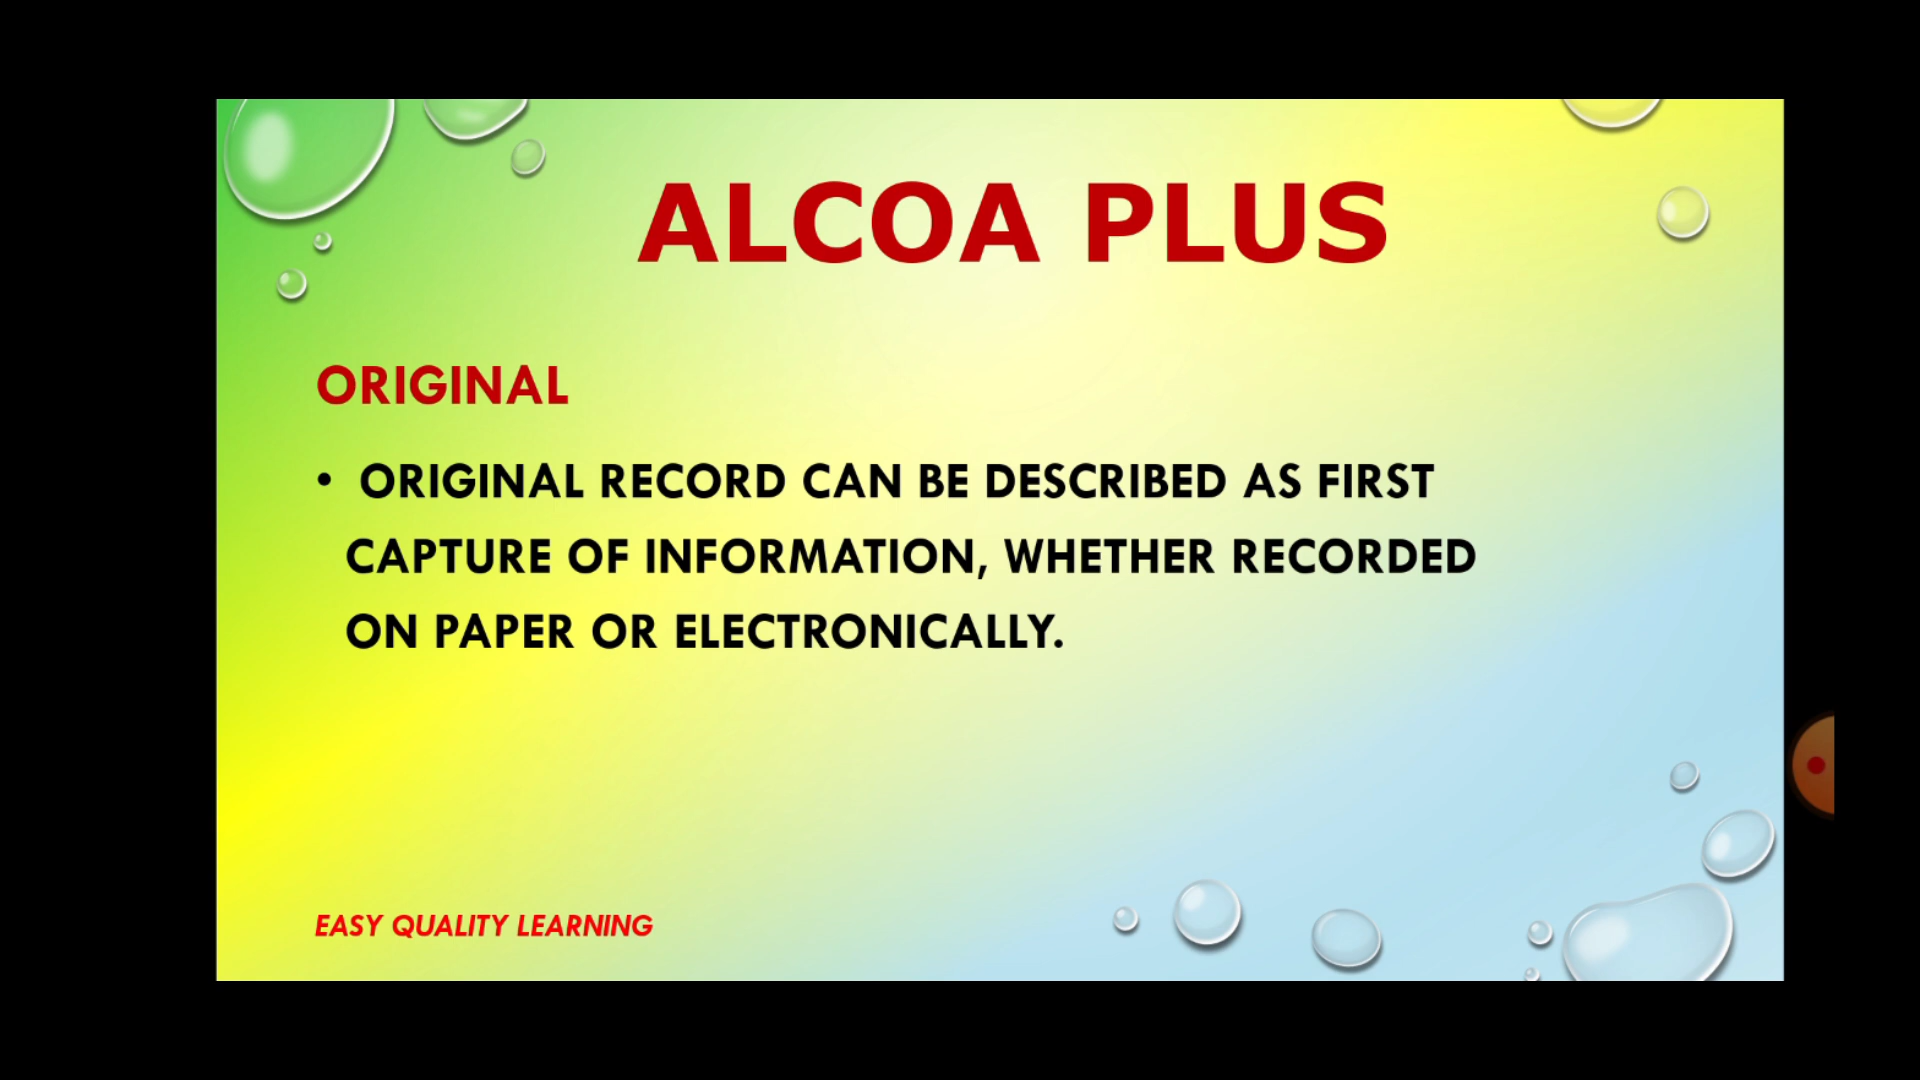 ALCOA PLUS
ORIGINAL
• ORIGINAL RECORD CAN BE DESCRIBED AS FIRST
CAPTURE OF INFORMATION, WHETHER RECORDED
ON PAPER OR ELECTRONICALLY.
EASY QUALITY LEARNING